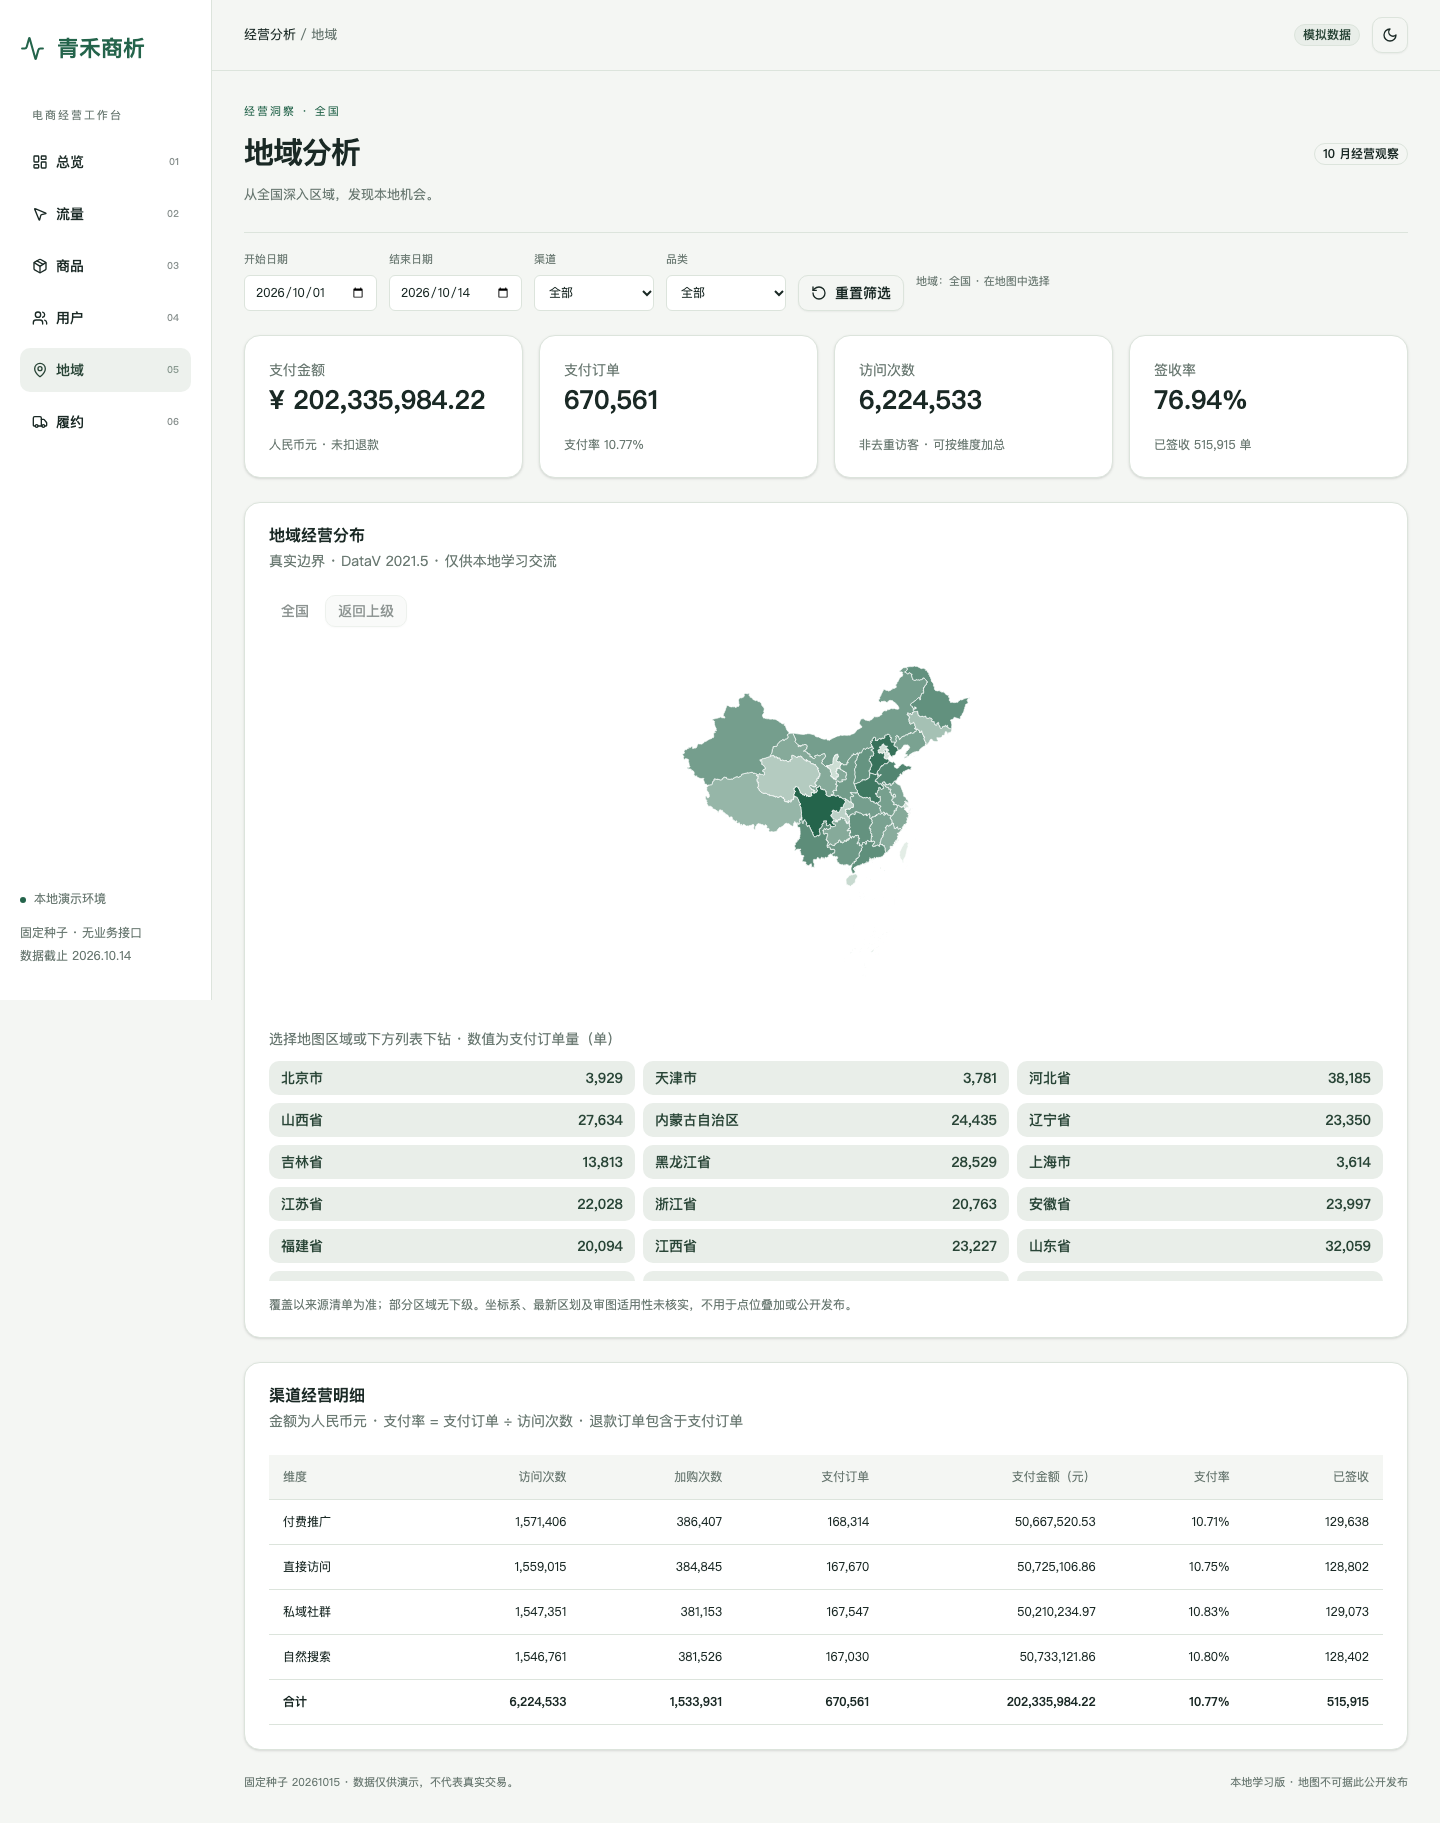 青禾商析
电商经营工作台
总览 01
流量 02
商品 03
用户 04
地域 05
履约 06
本地演示环境
固定种子 · 无业务接口
数据截止 2026.10.14
经营分析 / 地域
模拟数据
经营洞察 · 全国
地域分析
10 月经营观察
从全国深入区域，发现本地机会。
开始日期 结束日期 渠道 品类
2026/10/01 2026/10/14 全部 全部 重置筛选 地域：全国 · 在地图中选择
支付金额
¥ 202,335,984.22
人民币元 · 未扣退款
支付订单
670,561
支付率 10.77%
访问次数
6,224,533
非去重访客 · 可按维度加总
签收率
76.94%
已签收 515,915 单
地域经营分布
真实边界 · DataV 2021.5 · 仅供本地学习交流
全国 返回上级
选择地图区域或下方列表下钻 · 数值为支付订单量（单）
北京市 3,929 天津市 3,781 河北省 38,185
山西省 27,634 内蒙古自治区 24,435 辽宁省 23,350
吉林省 13,813 黑龙江省 28,529 上海市 3,614
江苏省 22,028 浙江省 20,763 安徽省 23,997
福建省 20,094 江西省 23,227 山东省 32,059
覆盖以来源清单为准；部分区域无下级。坐标系、最新区划及审图适用性未核实，不用于点位叠加或公开发布。
渠道经营明细
金额为人民币元 · 支付率 = 支付订单 ÷ 访问次数 · 退款订单包含于支付订单
维度 访问次数 加购次数 支付订单 支付金额（元） 支付率 已签收
付费推广 1,571,406 386,407 168,314 50,667,520.53 10.71% 129,638
直接访问 1,559,015 384,845 167,670 50,725,106.86 10.75% 128,802
私域社群 1,547,351 381,153 167,547 50,210,234.97 10.83% 129,073
自然搜索 1,546,761 381,526 167,030 50,733,121.86 10.80% 128,402
合计 6,224,533 1,533,931 670,561 202,335,984.22 10.77% 515,915
固定种子 20261015 · 数据仅供演示，不代表真实交易。
本地学习版 · 地图不可据此公开发布